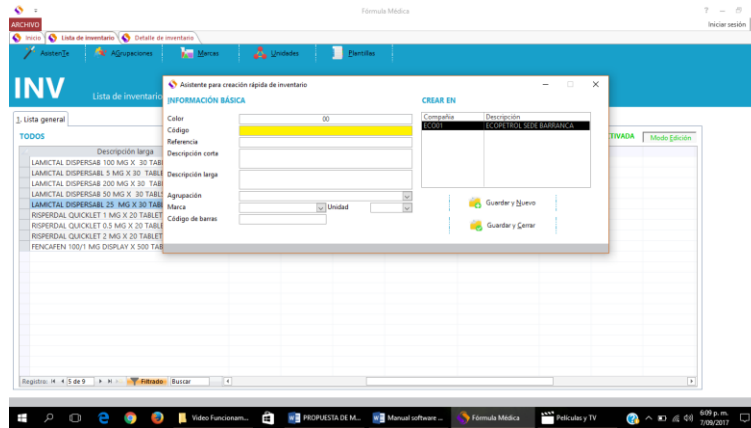 Fórmula Médica
ARCHIVO
Iniciar sesión
Inicio Lista de inventario Detalle de inventario
AsistenTe AGrupaciones Marcas Unidades Plantillas
INV
Lista de inventario
1. Lista general
TODOS
TIVADA Modo Edición
Descripción larga
LAMICTAL DISPERSAB 100 MG X 30 TAB
LAMICTAL DISPERSABL 5 MG X 30 TABLE
LAMICTAL DISPERSAB 200 MG X 30 TAB
LAMICTAL DISPERSAB 50 MG X 30 TABL
LAMICTAL DISPERSABL 25 MG X 30 TAB
RISPERDAL QUICKLET 1 MG X 20 TABLET
RISPERDAL QUICKLET 0.5 MG X 20 TABL
RISPERDAL QUICKLET 2 MG X 20 TABLET
FENCAFEN 100/1 MG DISPLAY X 500 TAB
Asistente para creación rápida de inventario
INFORMACIÓN BÁSICA
CREAR EN
Color 00
Código
Referencia
Descripción corta
Descripción larga
Agrupación
Marca Unidad
Código de barras
Compañía Descripción
ECO01 ECOPETROL SEDE BARRANCA
Guardar y Nuevo
Guardar y Cerrar
Registro: 5 de 9 Filtrado Buscar
Video Funcionam... PROPUESTA DE M... Manual software ... Fórmula Médica Películas y TV
6:09 p. m.
7/09/2017